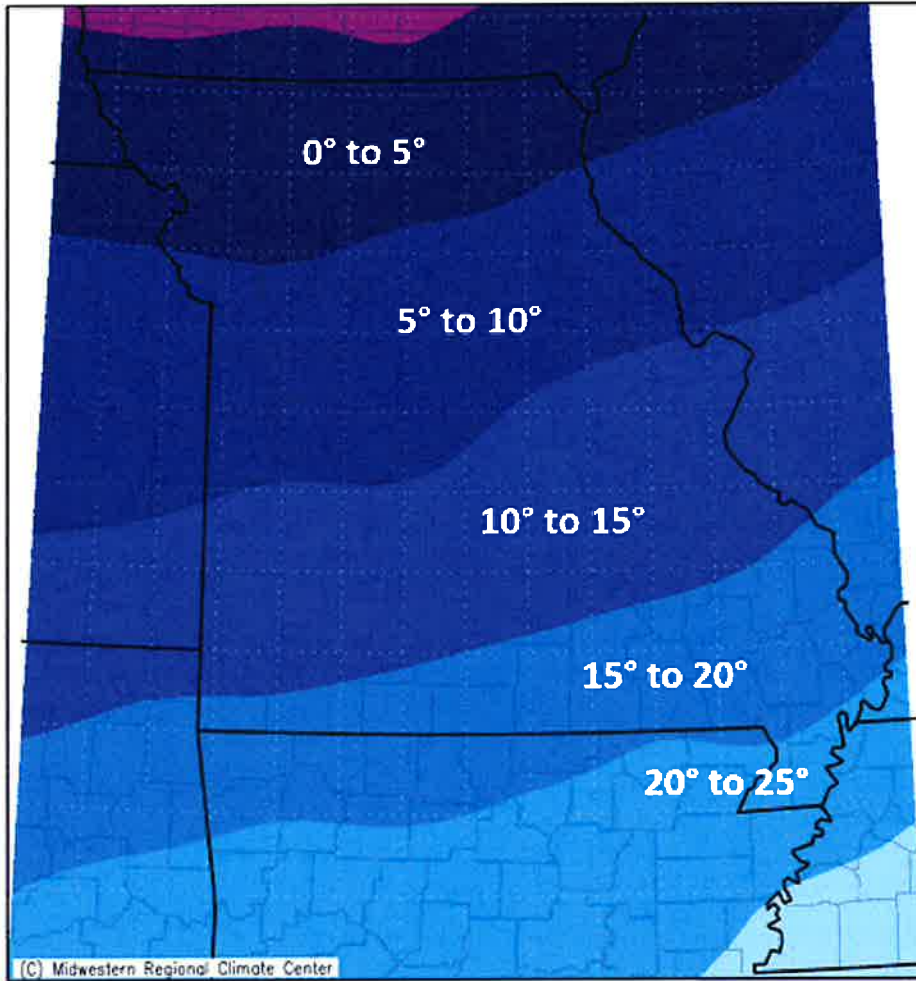 0° to 5°
5° to 10°
10° to 15°
15° to 20°
20° to 25°
(C) Midwestern Regional Climate Center